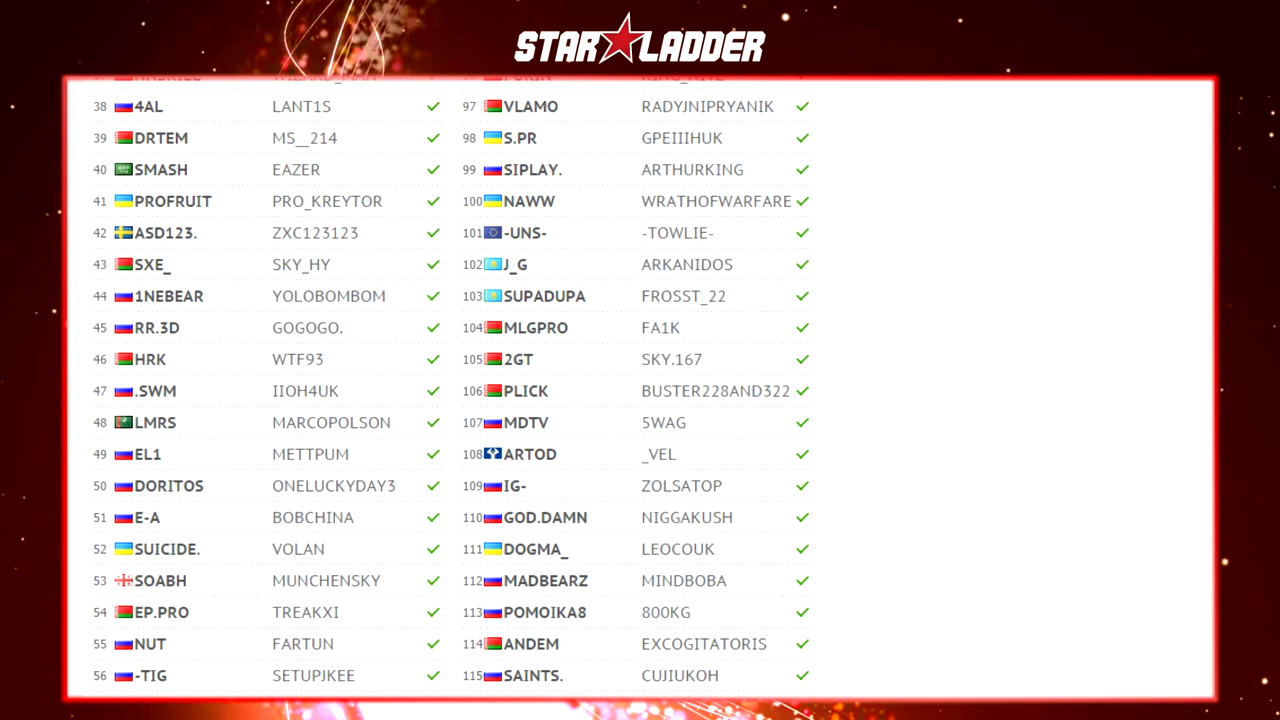 STAR LADDER
38 4AL LANT1S
39 DRTEM MS__214
40 SMASH EAZER
41 PROFRUIT PRO_KREYTOR
42 ASD123. ZXC123123
43 SXE_ SKY_HY
44 1NEBEAR YOLOBOMBOM
45 RR.3D GOGOGO.
46 HRK WTF93
47 .SWM IIOH4UK
48 LMRS MARCOPOLSON
49 EL1 METTPUM
50 DORITOS ONELUCKYDAY3
51 E-A BOBCHINA
52 SUICIDE. VOLAN
53 SOABH MUNCHENSKY
54 EP.PRO TREAKXI
55 NUT FARTUN
56 -TIG SETUPJKEE
97 VLAMO RADYJNIPRYANIK
98 S.PR GPEIIIHUK
99 SIPLAY. ARTHURKING
100 NAWW WRATHOFWARFARE
101 -UNS- -TOWLIE-
102 J_G ARKANIDOS
103 SUPADUPA FROSST_22
104 MLGPRO FA1K
105 2GT SKY.167
106 PLICK BUSTER228AND322
107 MDTV 5WAG
108 ARTOD _VEL
109 IG- ZOLSATOP
110 GOD.DAMN NIGGAKUSH
111 DOGMA_ LEOCOUK
112 MADBEARZ MINDBOBA
113 POMOIKA8 800KG
114 ANDEM EXCOGITATORIS
115 SAINTS. CUJIUKOH